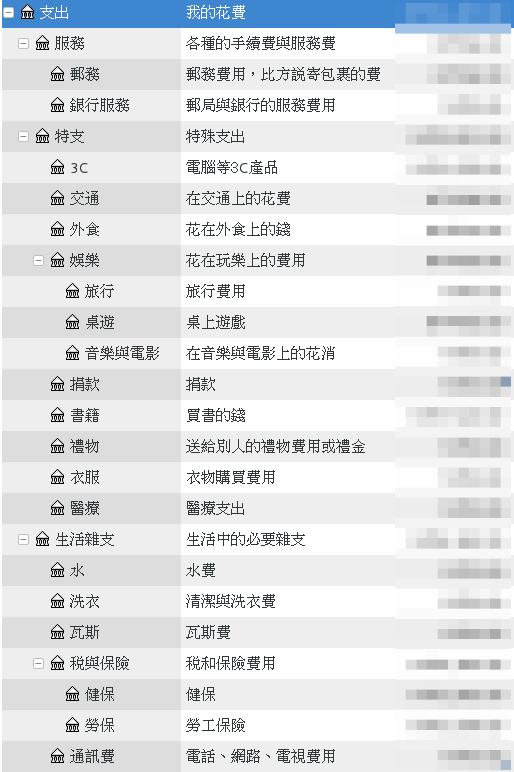 支出 我的花費
服務 各種的手續費與服務費
郵務 郵務費用，比方說寄包裹的費
銀行服務 郵局與銀行的服務費用
特支 特殊支出
3C 電腦等3C產品
交通 在交通上的花費
外食 花在外食上的錢
娛樂 花在玩樂上的費用
旅行 旅行費用
桌遊 桌上遊戲
音樂與電影 在音樂與電影上的花消
捐款 捐款
書籍 買書的錢
禮物 送給別人的禮物費用或禮金
衣服 衣物購買費用
醫療 醫療支出
生活雜支 生活中的必要雜支
水 水費
洗衣 清潔與洗衣費
瓦斯 瓦斯費
稅與保險 稅和保險費用
健保 健保
勞保 勞工保險
通訊費 電話、網路、電視費用